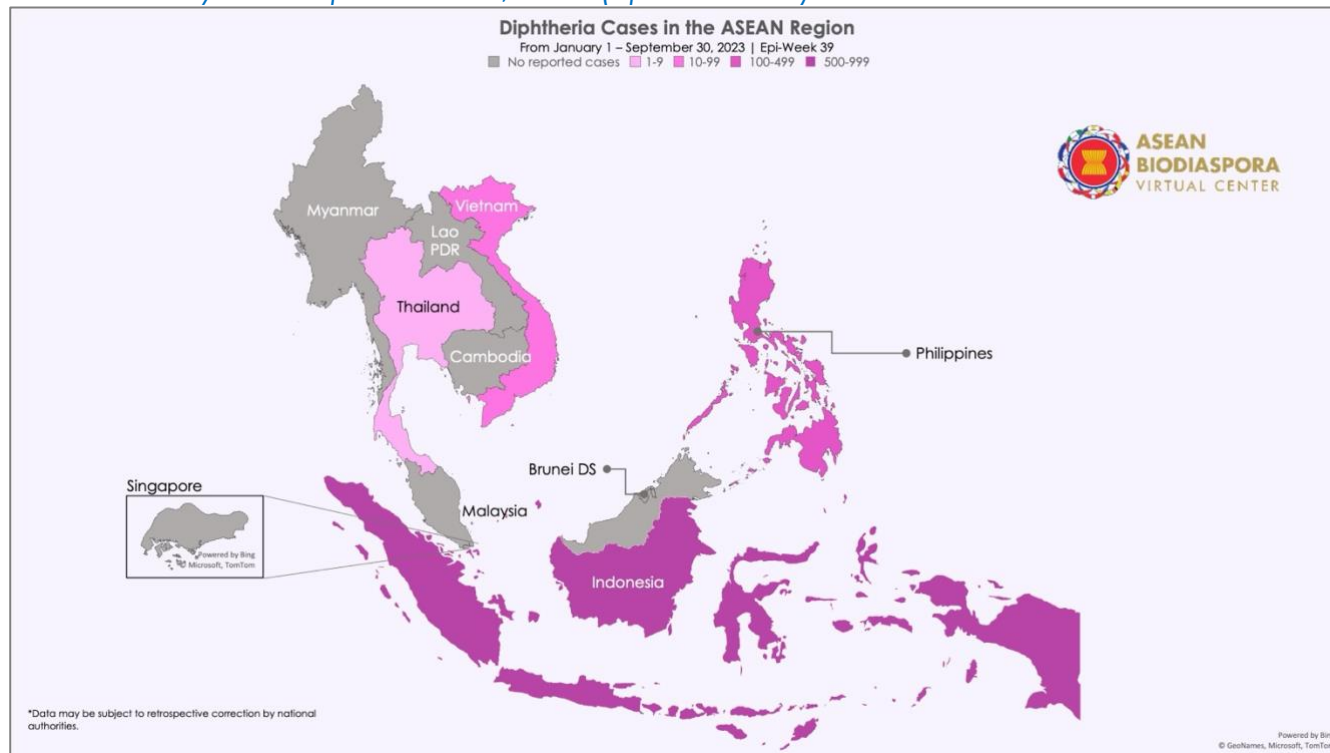 Diphtheria Cases in the ASEAN Region
From January 1 – September 30, 2023 | Epi-Week 39
No reported cases 1-9 10-99 100-499 500-999
ASEAN
BIODIASPORA
VIRTUAL CENTER
Myanmar
Vietnam
Lao
PDR
Thailand
Cambodia
Philippines
Brunei DS
Singapore
Malaysia
Powered by Bing
Microsoft, TomTom
Indonesia
*Data may be subject to retrospective correction by national
authorities.
Powered by Bing
© GeoNames, Microsoft, TomTom